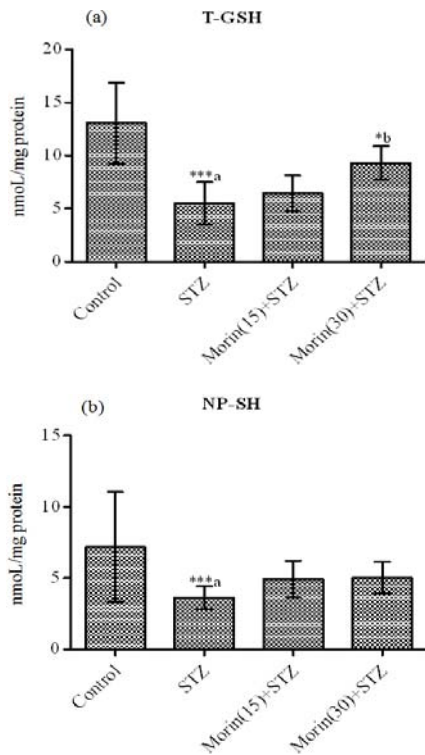 (a) T-GSH
20
15
10
5
0
nmoL/mg protein
***a
*b
Control
STZ
Morin(15)+STZ
Morin(30)+STZ
(b) NP-SH
15
10
5
0
nmoL/mg protein
***a
Control
STZ
Morin(15)+STZ
Morin(30)+STZ